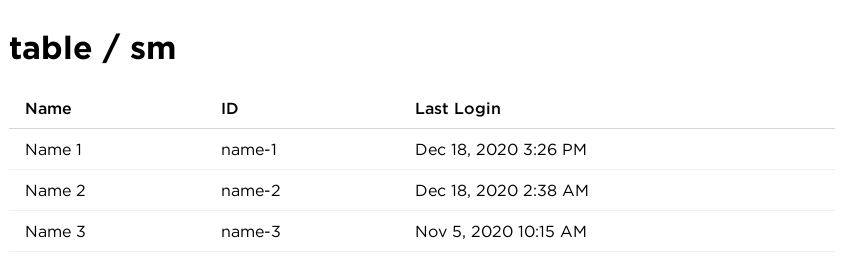 table / sm
Name ID Last Login
Name 1 name-1 Dec 18, 2020 3:26 PM
Name 2 name-2 Dec 18, 2020 2:38 AM
Name 3 name-3 Nov 5, 2020 10:15 AM